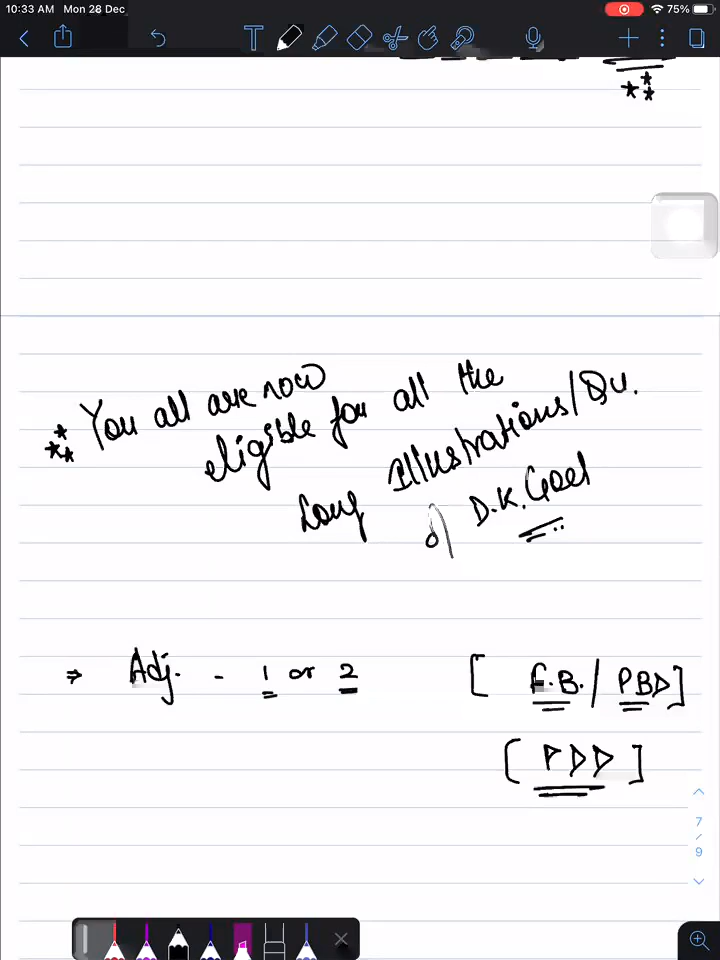 10:33 AM Mon 28 Dec
75%
T
You all are now
eligible for all the
Long Illustrations/Qu.
of D.K. Goel
⇒ Adj. - 1 or 2 [ F.B. / PBD ]
[ PDD ]
7
/
9